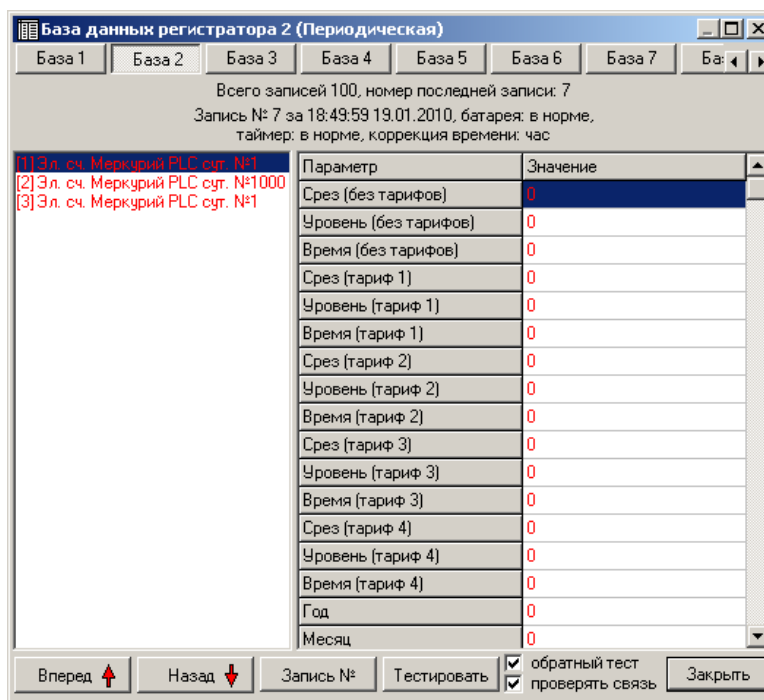 База данных регистратора 2 (Периодическая)
База 1 База 2 База 3 База 4 База 5 База 6 База 7 Ба
Всего записей 100, номер последней записи: 7
Запись № 7 за 18:49:59 19.01.2010, батарея: в норме,
таймер: в норме, коррекция времени: час
[1] Эл. сч. Меркурий PLC сут. №1
[2] Эл. сч. Меркурий PLC сут. №1000
[3] Эл. сч. Меркурий PLC сут. №1
Параметр Значение
Срез (без тарифов) 0
Уровень (без тарифов) 0
Время (без тарифов) 0
Срез (тариф 1) 0
Уровень (тариф 1) 0
Время (тариф 1) 0
Срез (тариф 2) 0
Уровень (тариф 2) 0
Время (тариф 2) 0
Срез (тариф 3) 0
Уровень (тариф 3) 0
Время (тариф 3) 0
Срез (тариф 4) 0
Уровень (тариф 4) 0
Время (тариф 4) 0
Год 0
Месяц 0
Вперед Назад Запись № Тестировать обратный тест Закрыть
проверять связь